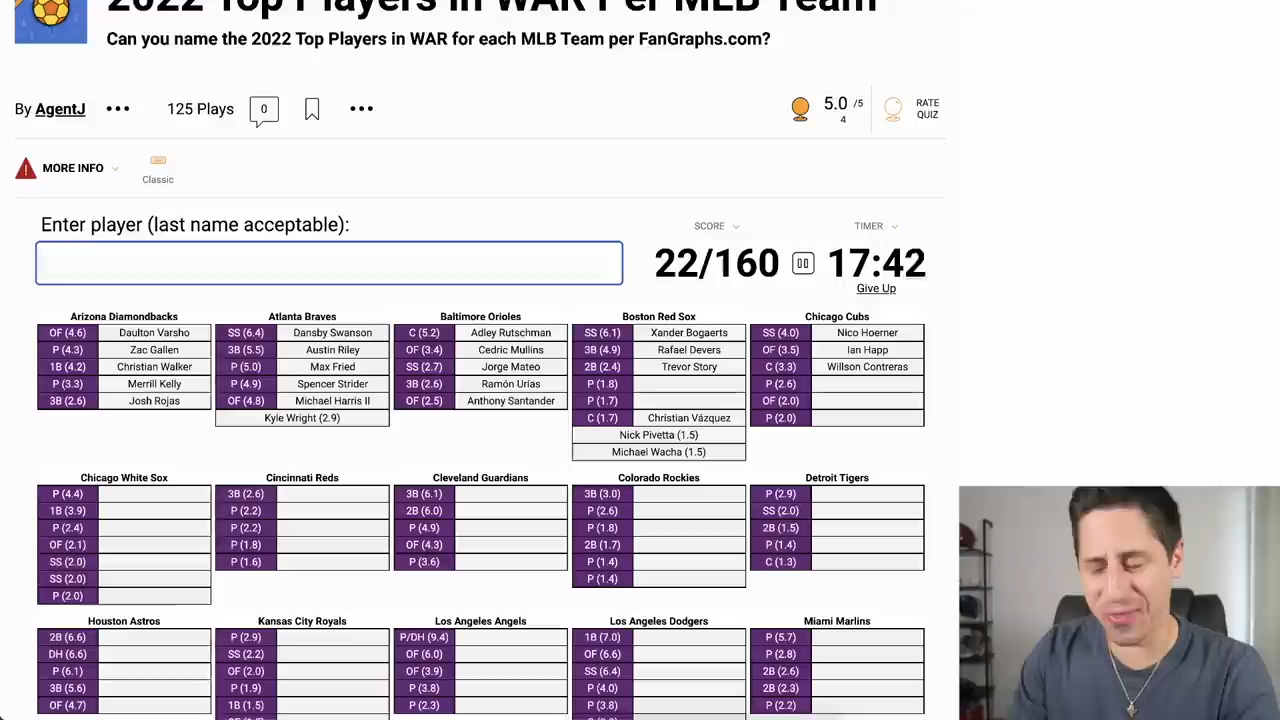 2022 Top Players in WAR Per MLB Team
Can you name the 2022 Top Players in WAR for each MLB Team per FanGraphs.com?
By AgentJ ••• 125 Plays 0 ••• 5.0 /5 4 RATE QUIZ
MORE INFO Classic
Enter player (last name acceptable):
SCORE TIMER
22/160 17:42
Give Up
Arizona Diamondbacks
OF (4.6) Daulton Varsho
P (4.3) Zac Gallen
1B (4.2) Christian Walker
P (3.3) Merrill Kelly
3B (2.6) Josh Rojas
Atlanta Braves
SS (6.4) Dansby Swanson
3B (5.5) Austin Riley
P (5.0) Max Fried
P (4.9) Spencer Strider
OF (4.8) Michael Harris II
Kyle Wright (2.9)
Baltimore Orioles
C (5.2) Adley Rutschman
OF (3.4) Cedric Mullins
SS (2.7) Jorge Mateo
3B (2.6) Ramón Urías
OF (2.5) Anthony Santander
Boston Red Sox
SS (6.1) Xander Bogaerts
3B (4.9) Rafael Devers
2B (2.4) Trevor Story
P (1.8)
P (1.7)
C (1.7) Christian Vázquez
Nick Pivetta (1.5)
Michael Wacha (1.5)
Chicago Cubs
SS (4.0) Nico Hoerner
OF (3.5) Ian Happ
C (3.3) Willson Contreras
P (2.6)
OF (2.0)
P (2.0)
Chicago White Sox
P (4.4)
1B (3.9)
P (2.4)
OF (2.1)
SS (2.0)
SS (2.0)
P (2.0)
Cincinnati Reds
3B (2.6)
P (2.2)
P (2.2)
P (1.8)
P (1.6)
Cleveland Guardians
3B (6.1)
2B (6.0)
P (4.9)
OF (4.3)
P (3.6)
Colorado Rockies
3B (3.0)
P (2.6)
P (1.8)
2B (1.7)
P (1.4)
P (1.4)
Detroit Tigers
P (2.9)
SS (2.0)
2B (1.5)
P (1.4)
C (1.3)
Houston Astros
2B (6.6)
DH (6.6)
P (6.1)
3B (5.6)
OF (4.7)
Kansas City Royals
P (2.9)
SS (2.2)
OF (2.0)
P (1.9)
1B (1.5)
Los Angeles Angels
P/DH (9.4)
OF (6.0)
OF (3.9)
P (3.8)
P (2.3)
Los Angeles Dodgers
1B (7.0)
OF (6.6)
SS (6.4)
P (4.0)
P (3.8)
Miami Marlins
P (5.7)
P (2.8)
2B (2.6)
2B (2.3)
P (2.2)